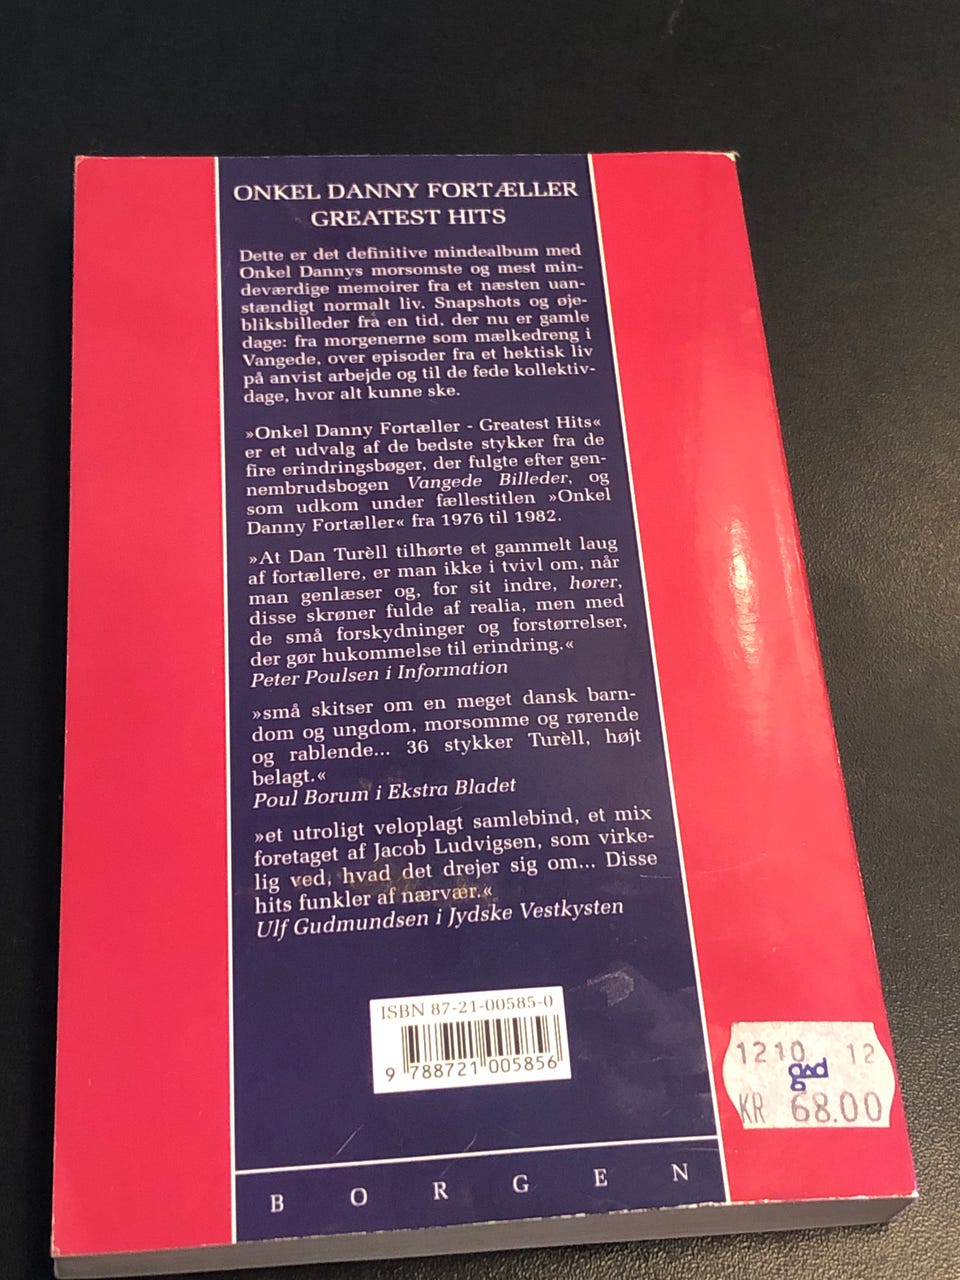 ONKEL DANNY FORTÆLLER
GREATEST HITS
Dette er det definitive mindealbum med
Onkel Dannys morsomste og mest min-
deværdige memoirer fra et næsten uan-
stændigt normalt liv. Snapshots og øje-
bliksbilleder fra en tid, der nu er gamle
dage: fra morgenerne som mælkedreng i
Vangede, over episoder fra et hektisk liv
på anvist arbejde og til de fede kollektiv-
dage, hvor alt kunne ske.
»Onkel Danny Fortæller - Greatest Hits«
er et udvalg af de bedste stykker fra de
fire erindringsbøger, der fulgte efter gen-
nembrudsbogen Vangede Billeder, og
som udkom under fællestitlen »Onkel
Danny Fortæller« fra 1976 til 1982.
»At Dan Turèll tilhørte et gammelt laug
af fortællere, er man ikke i tvivl om, når
man genlæser og, for sit indre, hører,
disse skrøner fulde af realia, men med
de små forskydninger og forstørrelser,
der gør hukommelse til erindring.«
Peter Poulsen i Information
»små skitser om en meget dansk barn-
dom og ungdom, morsomme og rørende
og rablende... 36 stykker Turèll, højt
belagt.«
Poul Borum i Ekstra Bladet
»et utroligt veloplagt samlebind, et mix
foretaget af Jacob Ludvigsen, som virke-
lig ved, hvad det drejer sig om... Disse
hits funkler af nærvær.«
Ulf Gudmundsen i Jydske Vestkysten
ISBN 87-21-00585-0
9 788721 005856
1210 12
gad
KR 68.00
BORGEN